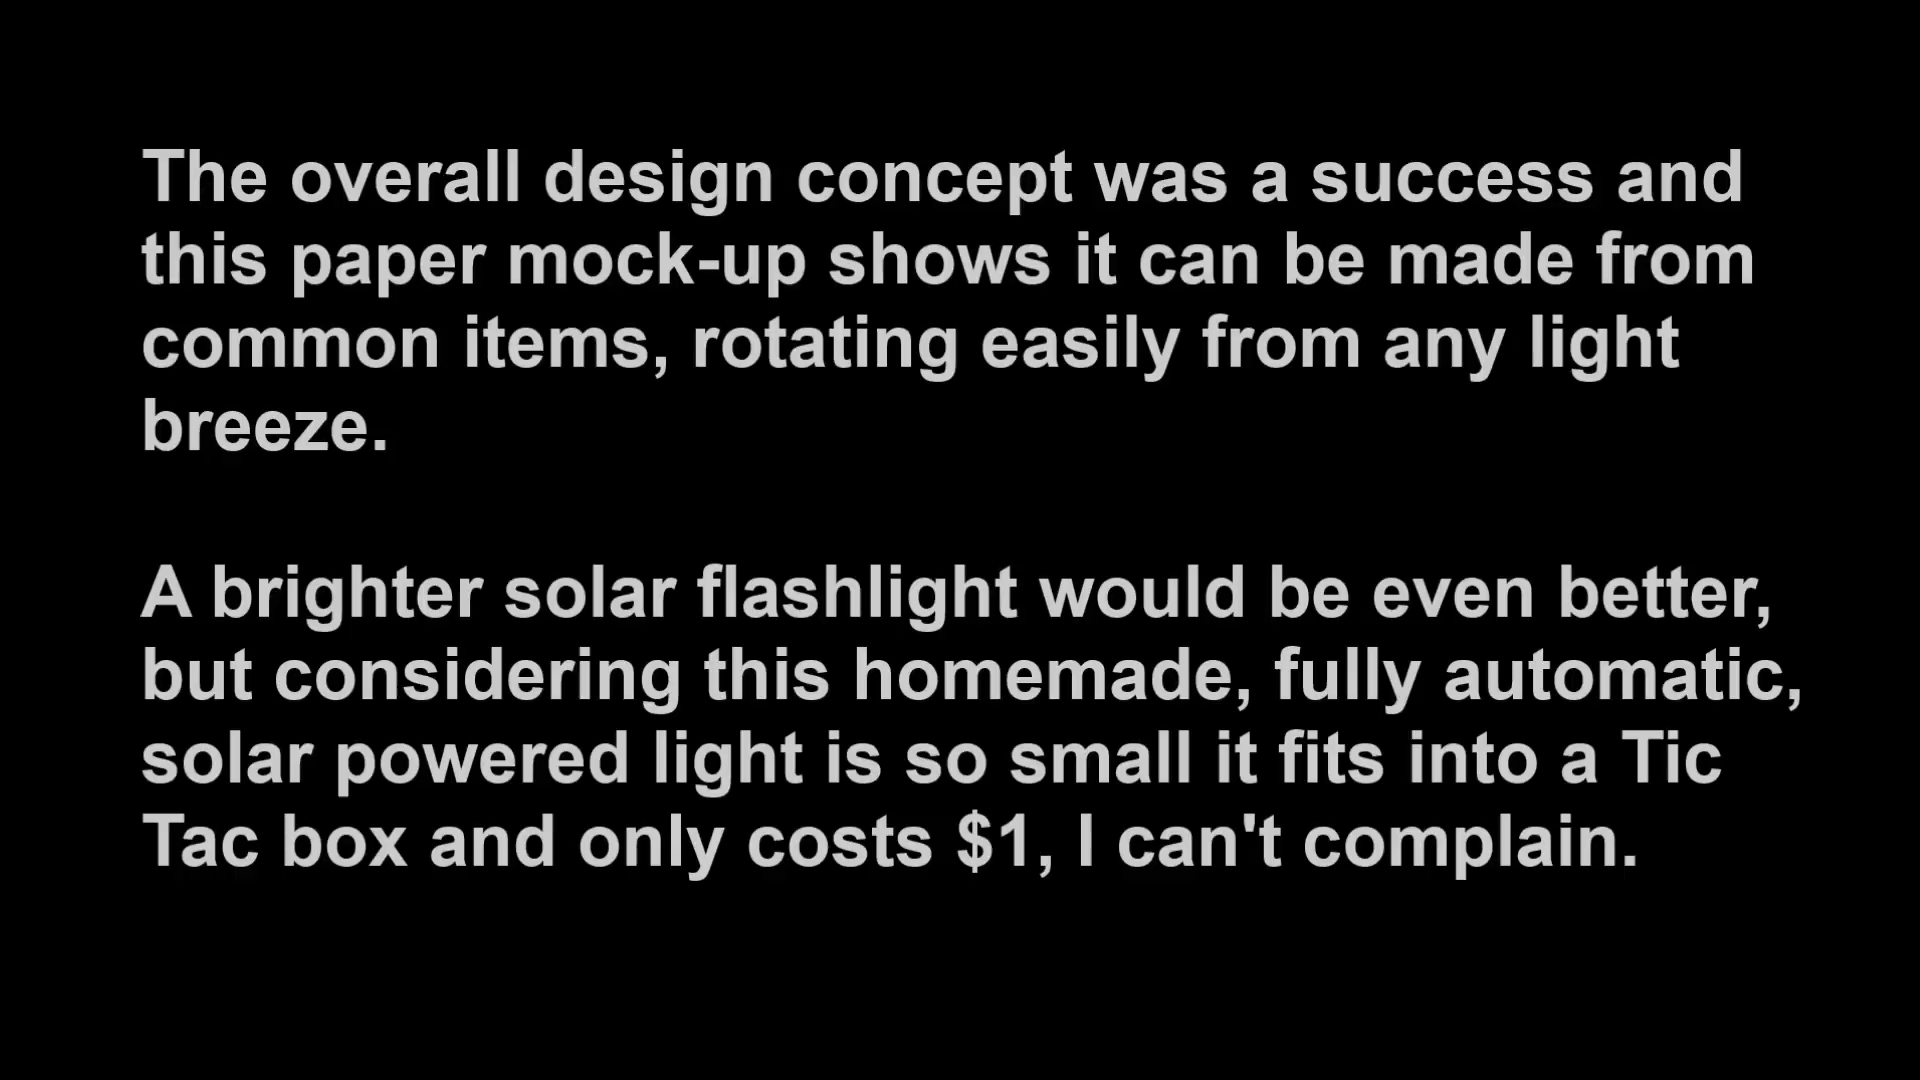 The overall design concept was a success and
this paper mock-up shows it can be made from
common items, rotating easily from any light
breeze.
A brighter solar flashlight would be even better,
but considering this homemade, fully automatic,
solar powered light is so small it fits into a Tic
Tac box and only costs $1, I can't complain.